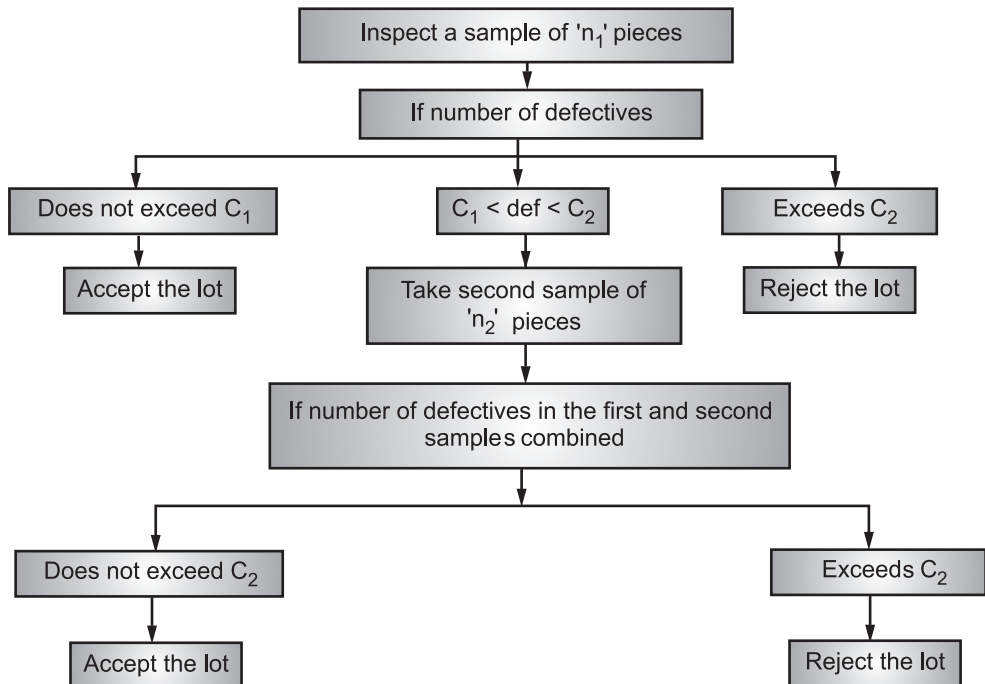 Inspect a sample of 'n₁' pieces
If number of defectives
Does not exceed C₁
C₁ < def < C₂
Exceeds C₂
Accept the lot
Take second sample of
'n₂' pieces
Reject the lot
If number of defectives in the first and second
samples combined
Does not exceed C₂
Exceeds C₂
Accept the lot
Reject the lot